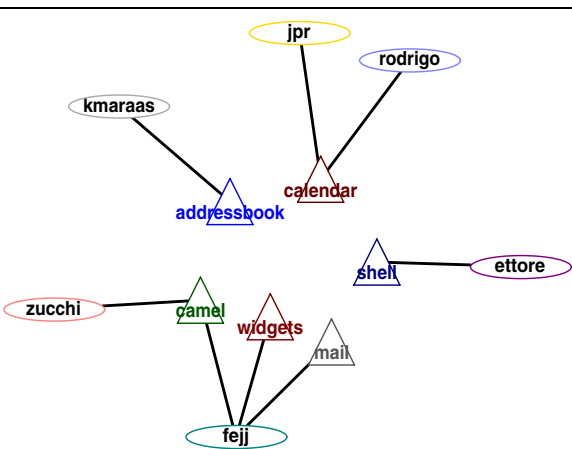 jpr
rodrigo
kmaraas
calendar
addressbook
shell
ettore
zucchi
camel
widgets
mail
fejj